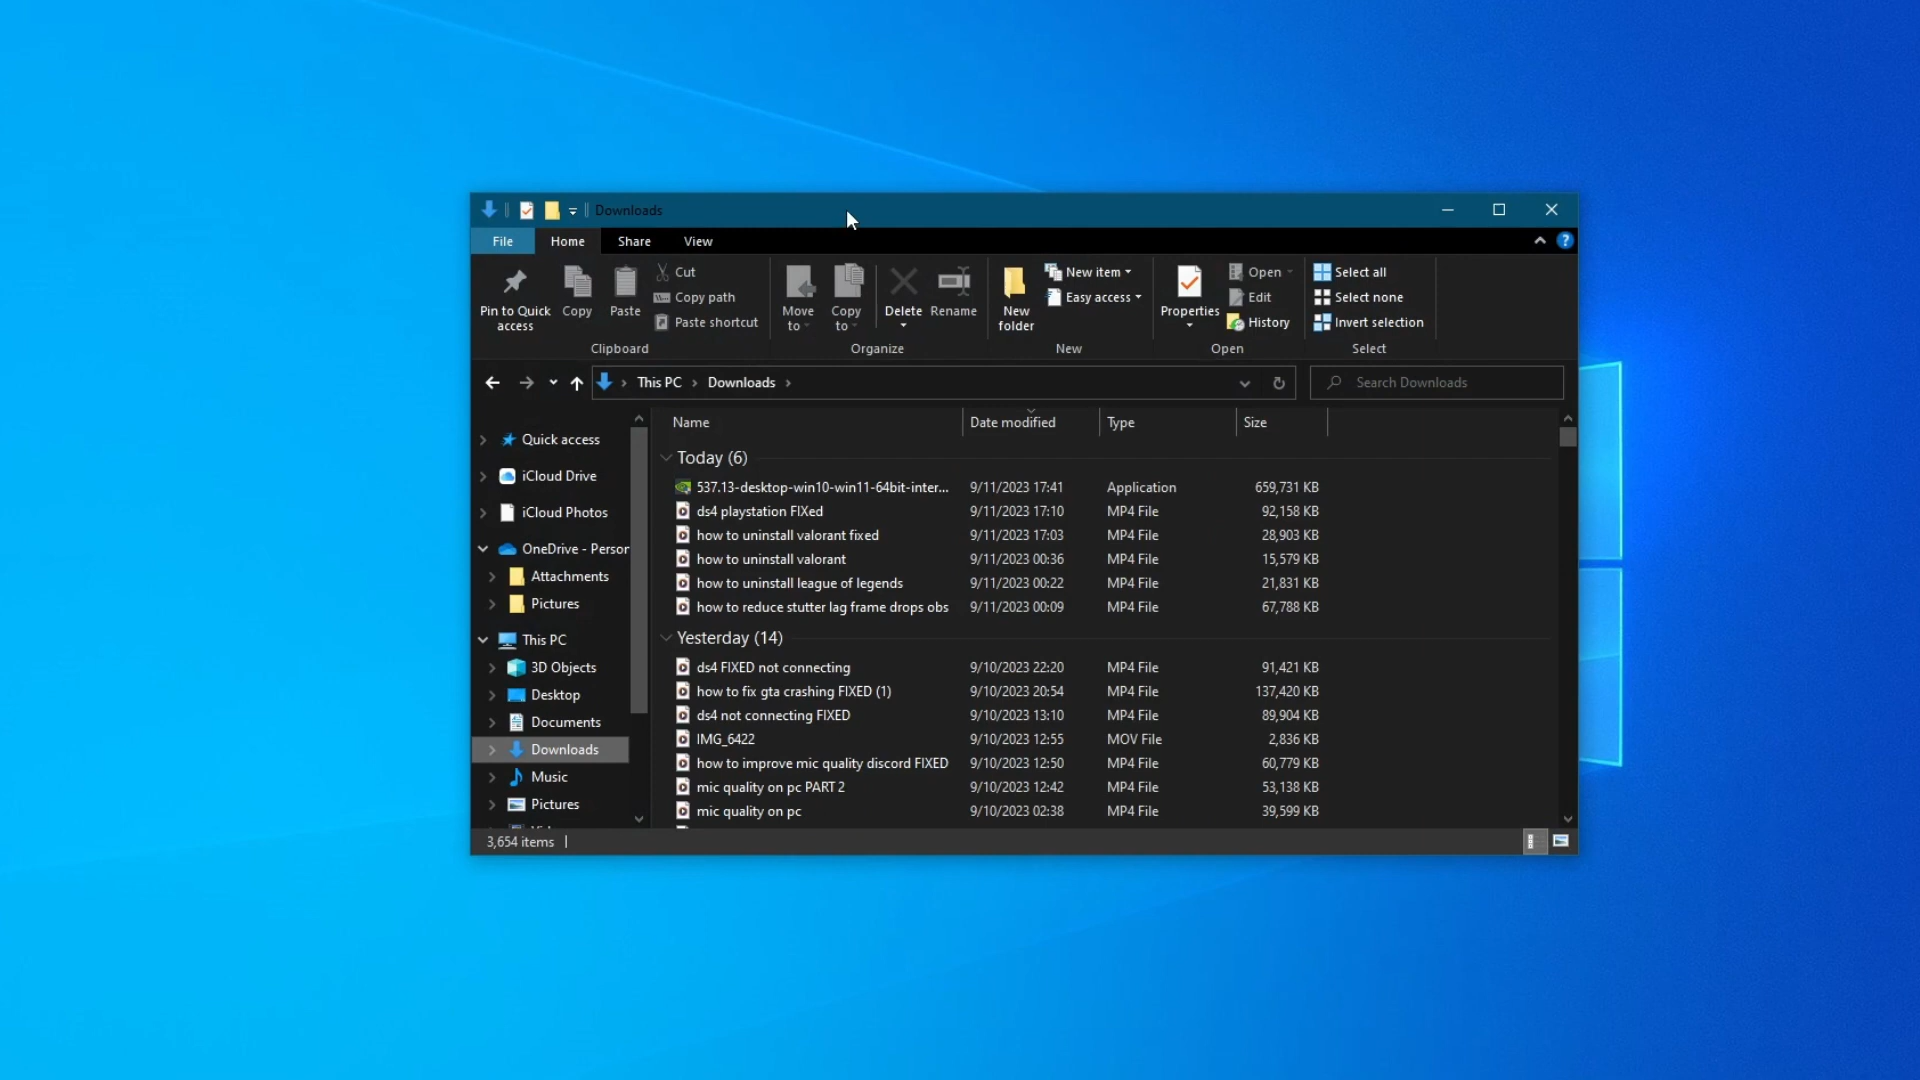 Downloads
File Home Share View
Pin to Quick access
Copy
Paste
Cut
Copy path
Paste shortcut
Clipboard
Move to
Copy to
Delete
Rename
Organize
New folder
New item
Easy access
New
Properties
Open
Edit
History
Open
Select all
Select none
Invert selection
Select
This PC > Downloads >
Search Downloads
Quick access
iCloud Drive
iCloud Photos
OneDrive - Person
Attachments
Pictures
This PC
3D Objects
Desktop
Documents
Downloads
Music
Pictures
Name Date modified Type Size
Today (6)
537.13-desktop-win10-win11-64bit-inter... 9/11/2023 17:41 Application 659,731 KB
ds4 playstation FIXed 9/11/2023 17:10 MP4 File 92,158 KB
how to uninstall valorant fixed 9/11/2023 17:03 MP4 File 28,903 KB
how to uninstall valorant 9/11/2023 00:36 MP4 File 15,579 KB
how to uninstall league of legends 9/11/2023 00:22 MP4 File 21,831 KB
how to reduce stutter lag frame drops obs 9/11/2023 00:09 MP4 File 67,788 KB
Yesterday (14)
ds4 FIXED not connecting 9/10/2023 22:20 MP4 File 91,421 KB
how to fix gta crashing FIXED (1) 9/10/2023 20:54 MP4 File 137,420 KB
ds4 not connecting FIXED 9/10/2023 13:10 MP4 File 89,904 KB
IMG_6422 9/10/2023 12:55 MOV File 2,836 KB
how to improve mic quality discord FIXED 9/10/2023 12:50 MP4 File 60,779 KB
mic quality on pc PART 2 9/10/2023 12:42 MP4 File 53,138 KB
mic quality on pc 9/10/2023 02:38 MP4 File 39,599 KB
3,654 items